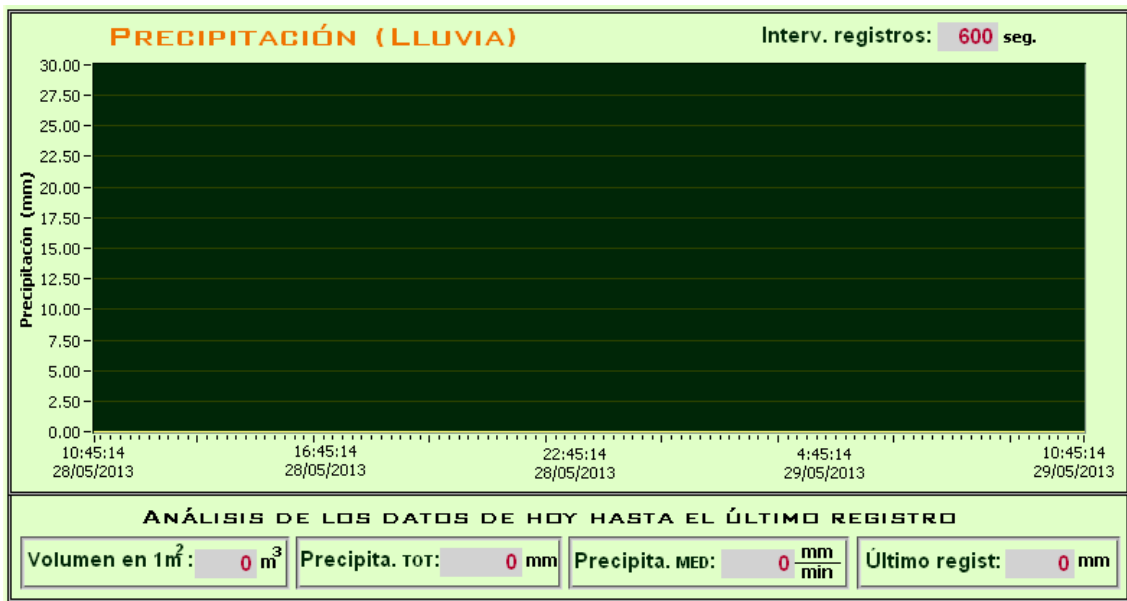 PRECIPITACIÓN (LLUVIA)
Interv. registros: 600 seg.
Precipitacón (mm)
30.00
27.50
25.00
22.50
20.00
17.50
15.00
12.50
10.00
7.50
5.00
2.50
0.00
10:45:14 16:45:14 22:45:14 4:45:14 10:45:14
28/05/2013 28/05/2013 28/05/2013 29/05/2013 29/05/2013
ANÁLISIS DE LOS DATOS DE HOY HASTA EL ÚLTIMO REGISTRO
Volumen en 1m²: 0 m³
Precipita. TOT: 0 mm
Precipita. MED: 0 mm/min
Último regist: 0 mm